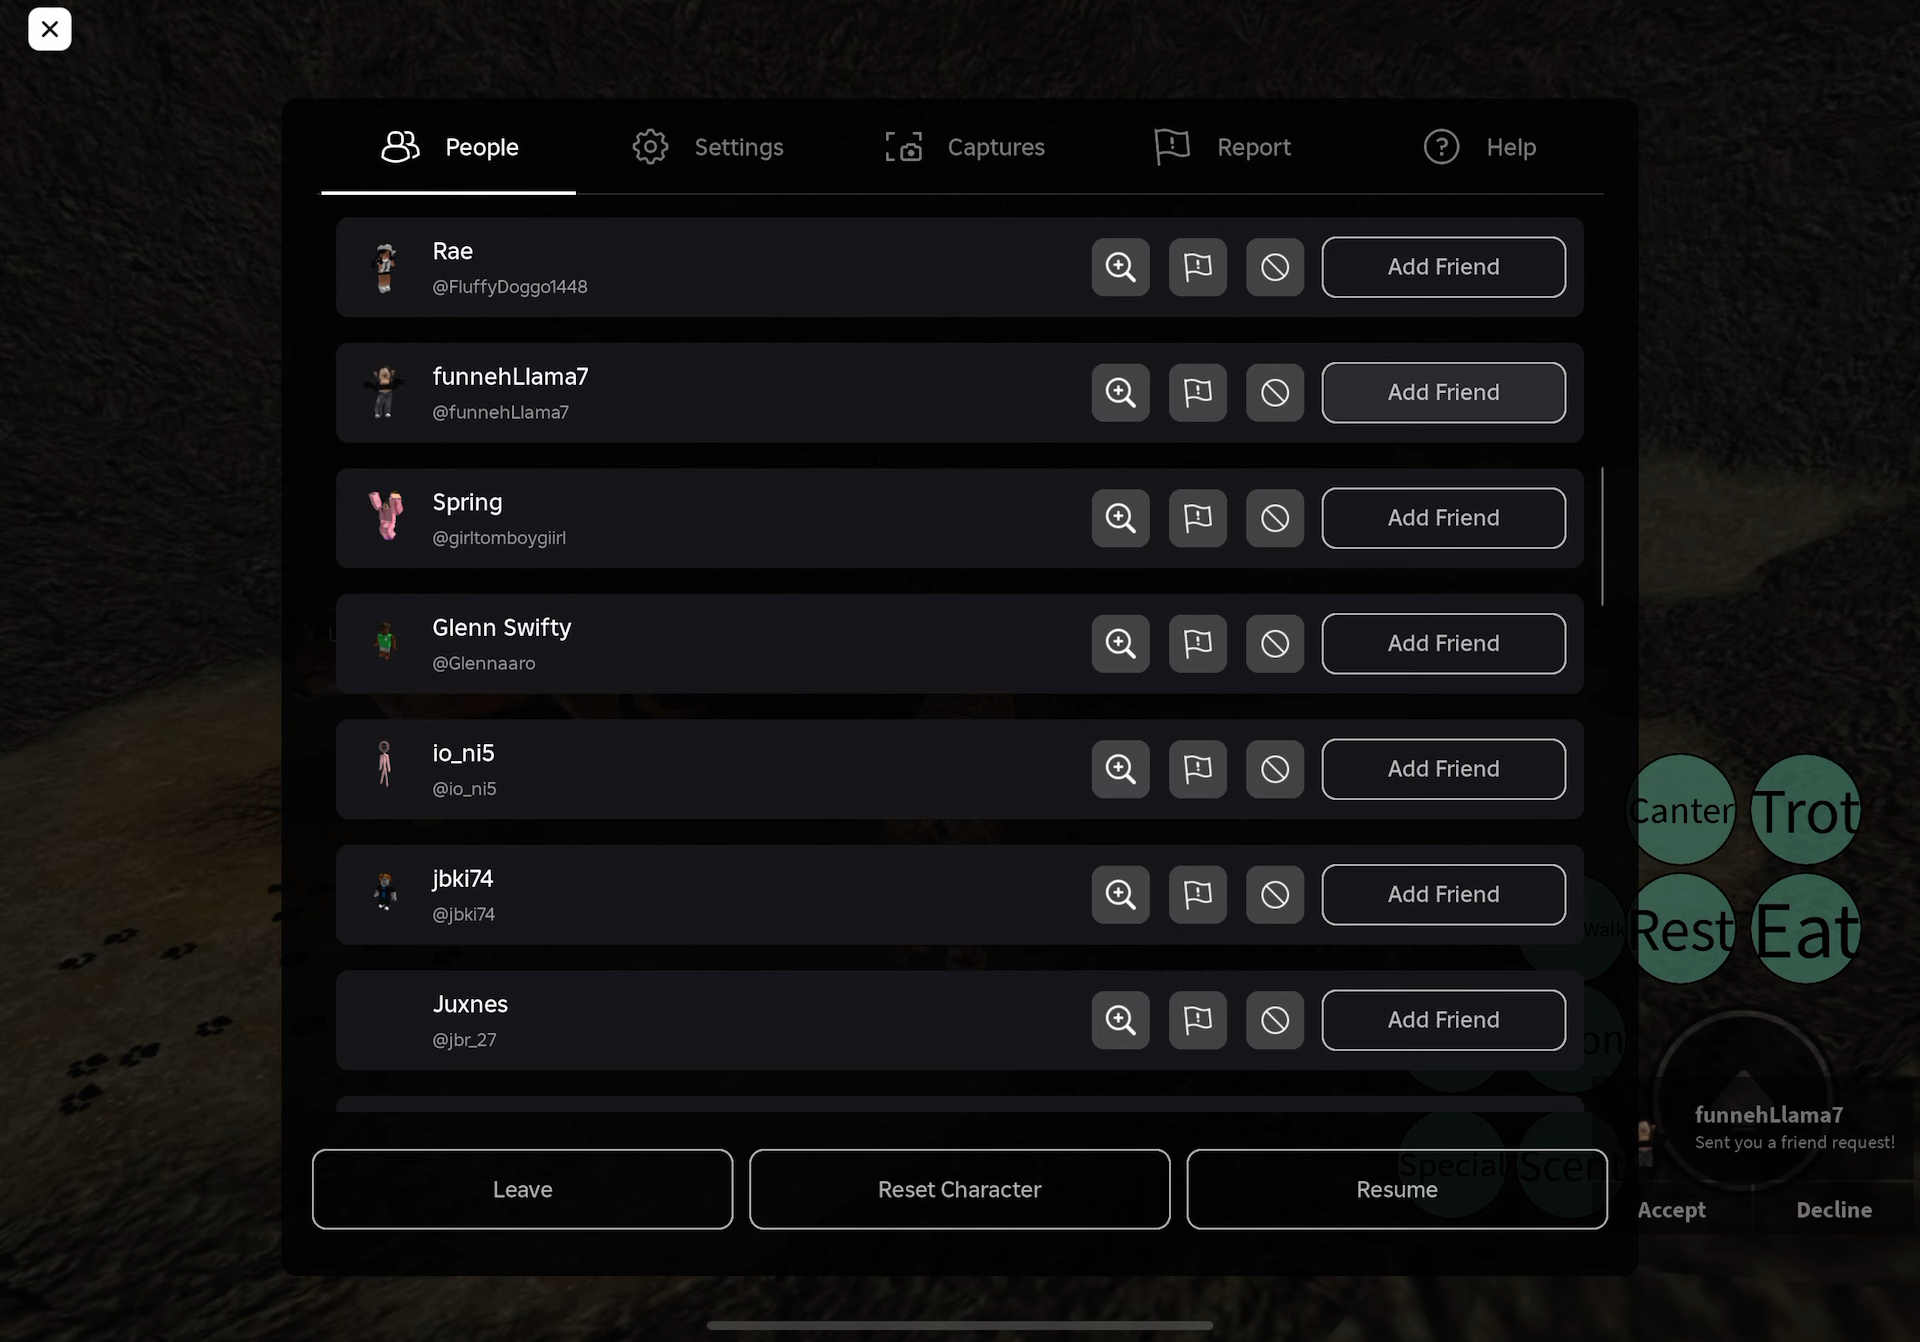 People
Settings
Captures
Report
Help
Rae
@FluffyDoggo1448
Add Friend
funnehLlama7
@funnehLlama7
Add Friend
Spring
@girltomboygiirl
Add Friend
Glenn Swifty
@Glennaaro
Add Friend
io_ni5
@io_ni5
Add Friend
Canter
Trot
jbki74
@jbki74
Add Friend
Walk
Rest
Eat
Juxnes
@jbr_27
Add Friend
funnehLlama7
Sent you a friend request!
Special
Scent
Leave
Reset Character
Resume
Accept
Decline